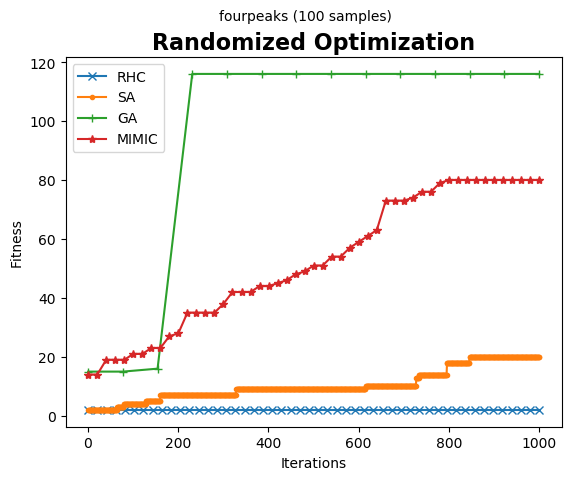 fourpeaks (100 samples)
Randomized Optimization
120
100
80
60
40
20
0
Fitness
RHC
SA
GA
MIMIC
0 200 400 600 800 1000
Iterations